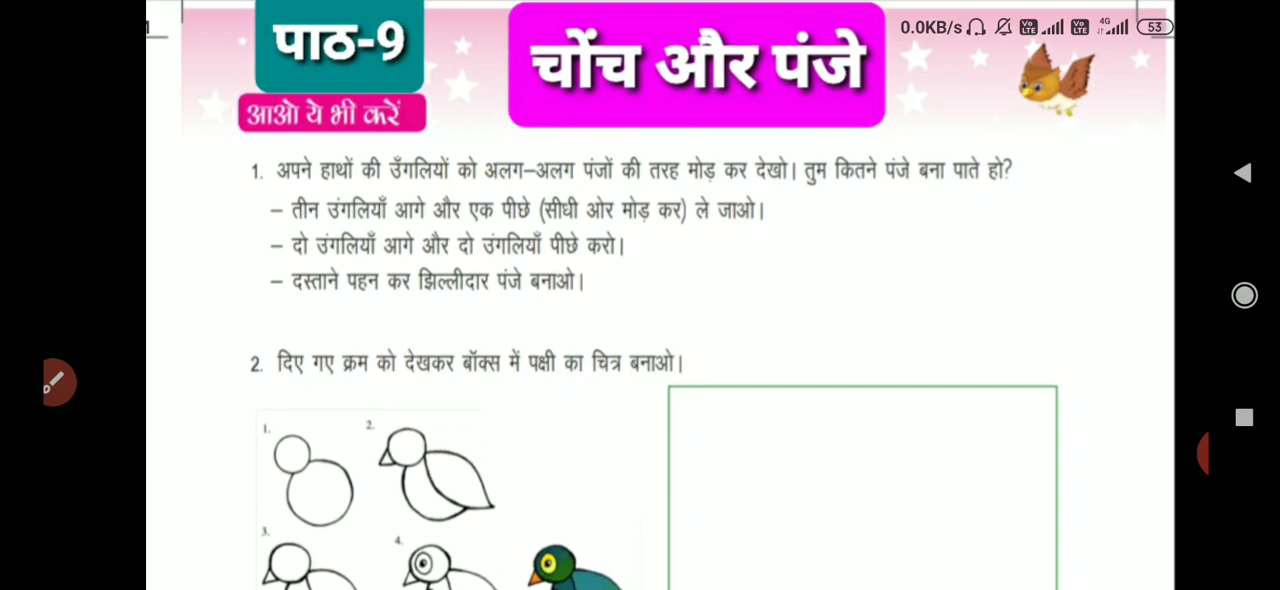 पाठ-9
चोंच और पंजे
0.0KB/s
4G
53
आओ ये भी करें
1. अपने हाथों की उँगलियों को अलग–अलग पंजों की तरह मोड़ कर देखो। तुम कितने पंजे बना पाते हो?
– तीन उंगलियाँ आगे और एक पीछे (सीधी ओर मोड़ कर) ले जाओ।
– दो उंगलियाँ आगे और दो उंगलियाँ पीछे करो।
– दस्ताने पहन कर झिल्लीदार पंजे बनाओ।
2. दिए गए क्रम को देखकर बॉक्स में पक्षी का चित्र बनाओ।
1.
2.
3.
4.